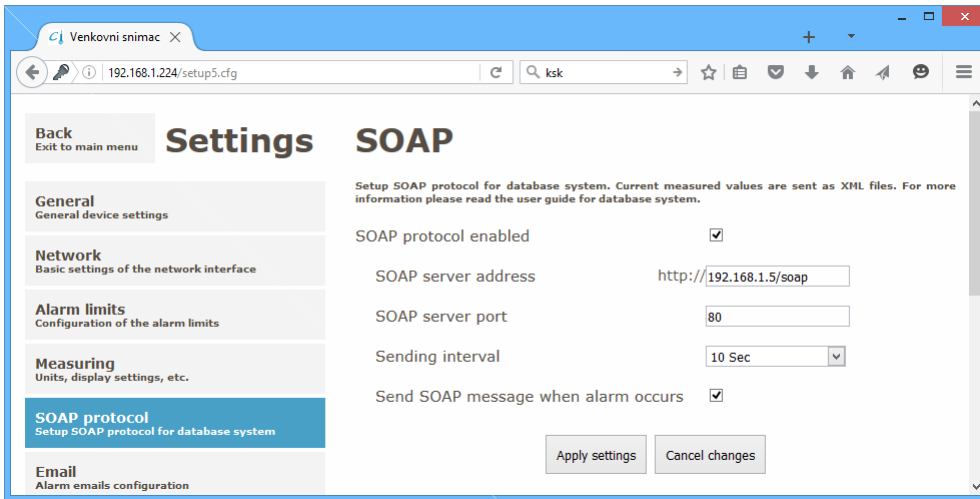 Venkovni snimac
192.168.1.224/setup5.cfg
ksk
Back
Exit to main menu
Settings
General
General device settings
Network
Basic settings of the network interface
Alarm limits
Configuration of the alarm limits
Measuring
Units, display settings, etc.
SOAP protocol
Setup SOAP protocol for database system
Email
Alarm emails configuration
SOAP
Setup SOAP protocol for database system. Current measured values are sent as XML files. For more
information please read the user guide for database system.
SOAP protocol enabled
SOAP server address http://192.168.1.5/soap
SOAP server port 80
Sending interval 10 Sec
Send SOAP message when alarm occurs
Apply settings Cancel changes